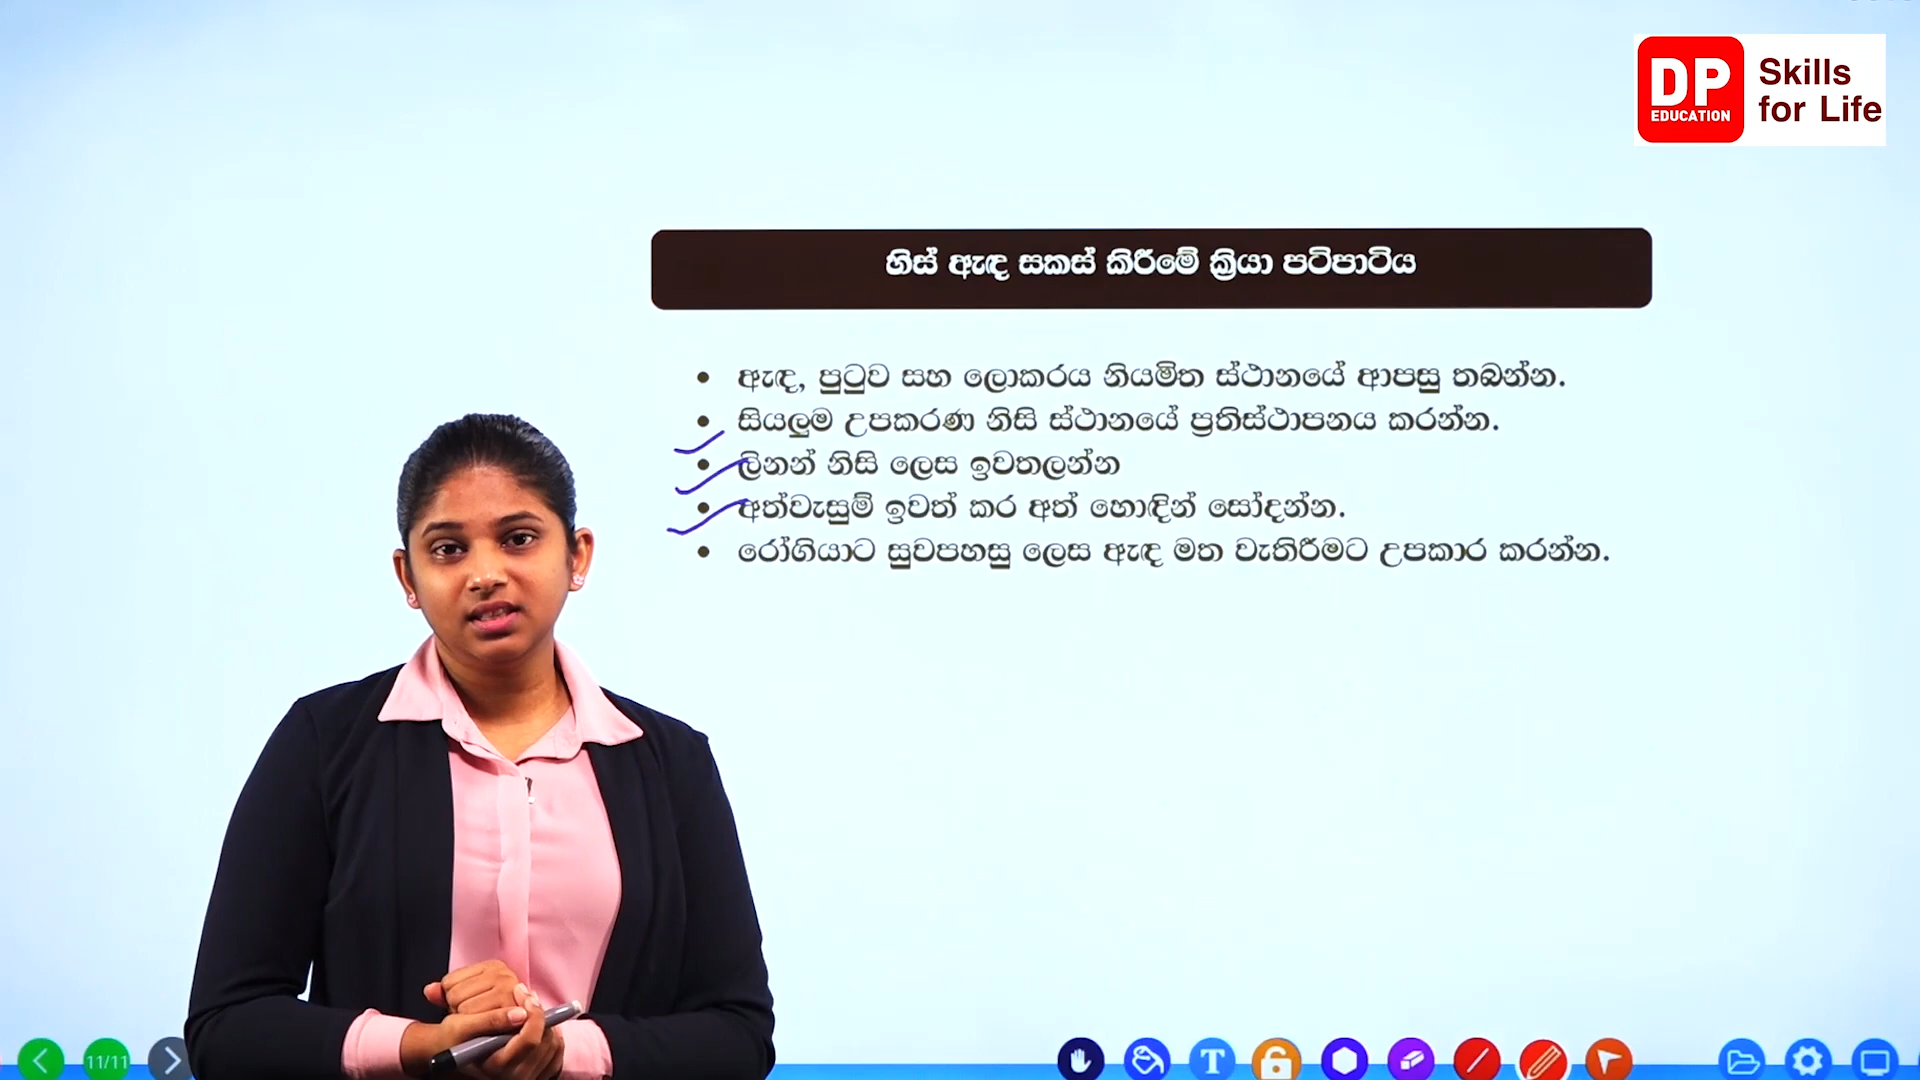 DP
EDUCATION
Skills
for Life
හිස් ඇඳ සකස් කිරීමේ ක්‍රියා පටිපාටිය
• ඇඳ, පුටුව සහ ලොකරය නියමිත ස්ථානයේ ආපසු තබන්න.
• සියලුම උපකරණ නිසි ස්ථානයේ ප්‍රතිස්ථාපනය කරන්න.
• ලිනන් නිසි ලෙස ඉවතලන්න
• අත්වැසුම් ඉවත් කර අත් හොඳින් සෝදන්න.
• රෝගියාට සුවපහසු ලෙස ඇඳ මත වැතිරීමට උපකාර කරන්න.
11/11
T